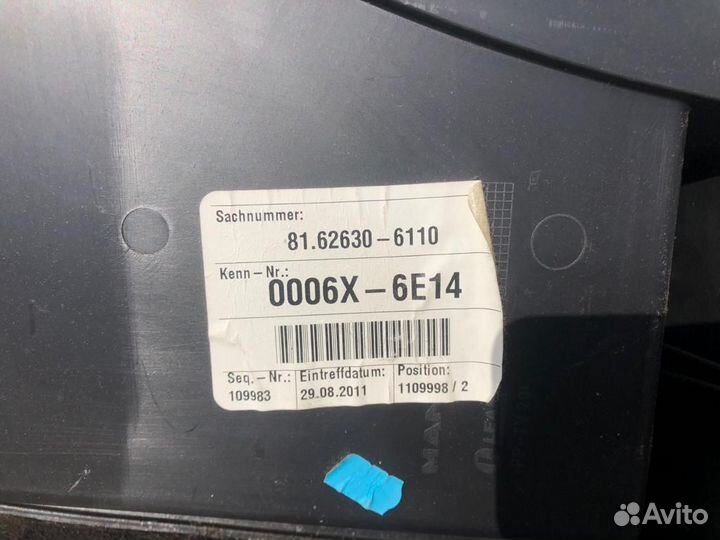 Sachnummer:
81.62630-6110
Kenn-Nr.:
0006X-6E14
Seq.-Nr.: Eintreffdatum: Position:
109983 29.08.2011 1109998/2
MAN
Avito